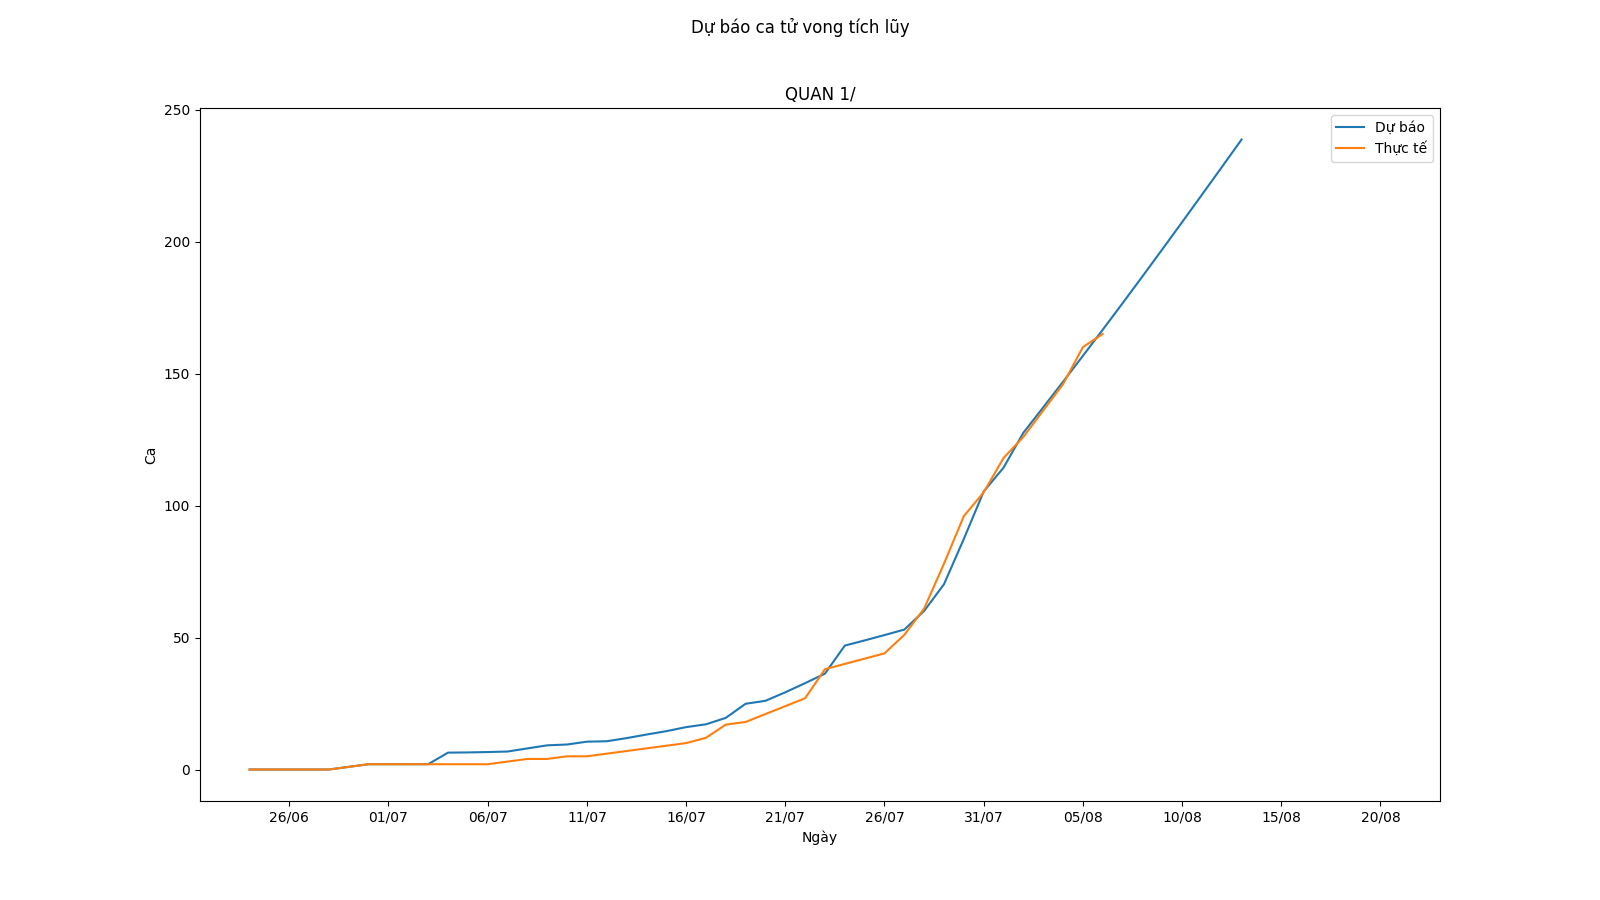 Dự báo ca tử vong tích lũy
QUAN 1/
Dự báo
Thực tế
250
200
150
100
50
0
Ca
26/06 01/07 06/07 11/07 16/07 21/07 26/07 31/07 05/08 10/08 15/08 20/08
Ngày